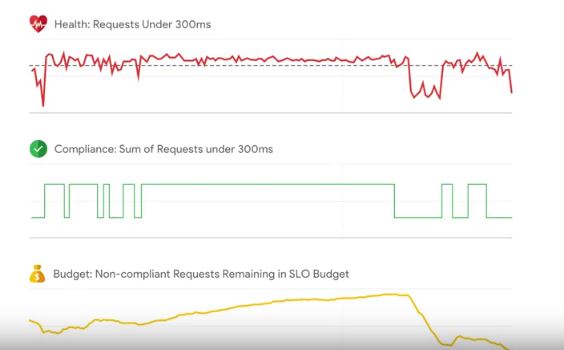 Health: Requests Under 300ms
Compliance: Sum of Requests under 300ms
Budget: Non-compliant Requests Remaining in SLO Budget